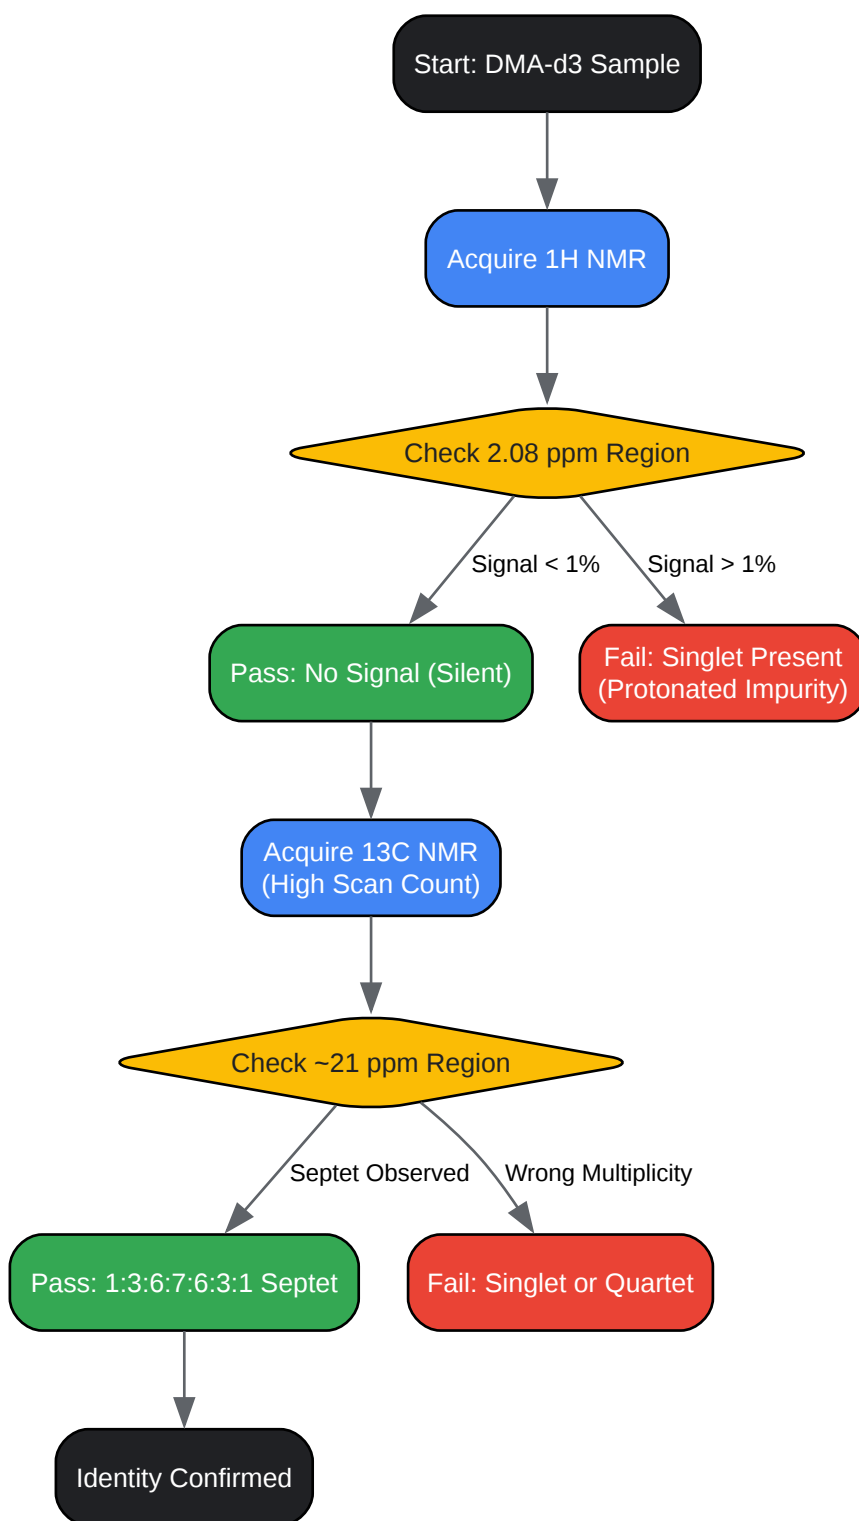 Start: DMA-d3 Sample
Acquire 1H NMR
Check 2.08 ppm Region
Signal < 1%
Signal > 1%
Pass: No Signal (Silent)
Fail: Singlet Present
(Protonated Impurity)
Acquire 13C NMR
(High Scan Count)
Check ~21 ppm Region
Septet Observed
Wrong Multiplicity
Pass: 1:3:6:7:6:3:1 Septet
Fail: Singlet or Quartet
Identity Confirmed